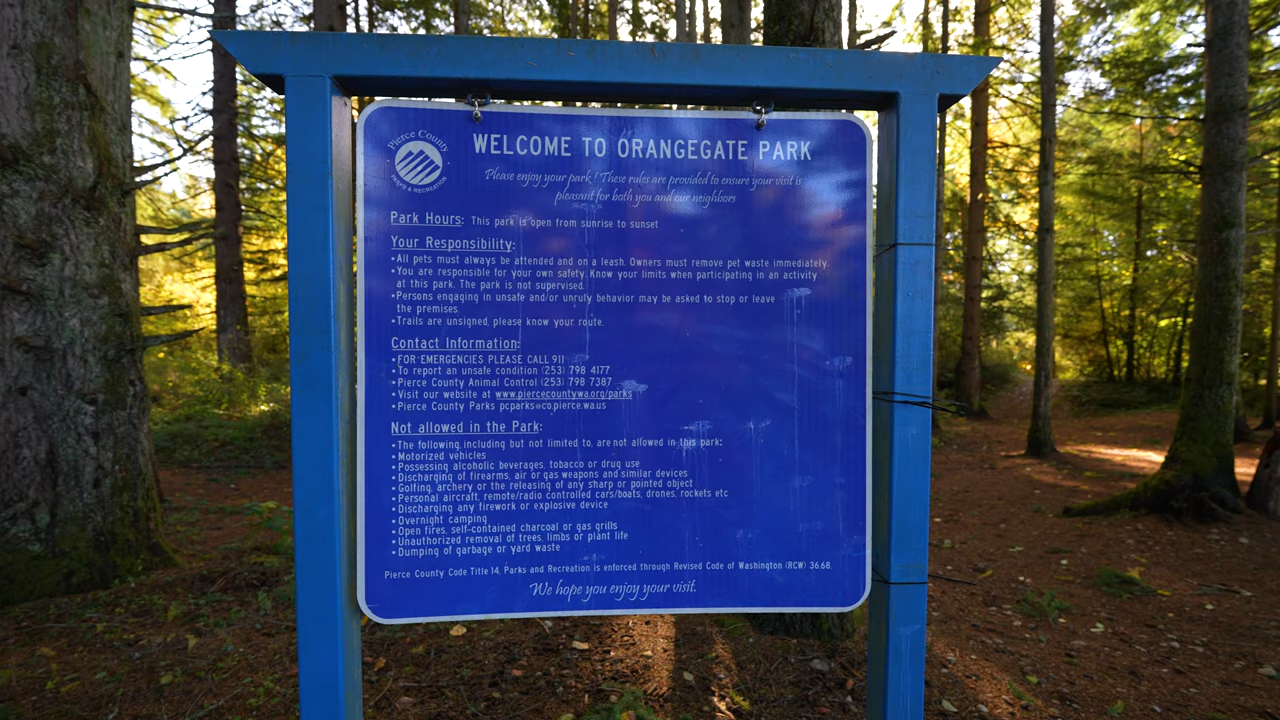 Pierce County
PARKS & RECREATION
WELCOME TO ORANGEGATE PARK
Please enjoy your park! These rules are provided to ensure your visit is
pleasant for both you and our neighbors
Park Hours: This park is open from sunrise to sunset
Your Responsibility:
•All pets must always be attended and on a leash. Owners must remove pet waste immediately.
•You are responsible for your own safety. Know your limits when participating in an activity
at this park. The park is not supervised.
•Persons engaging in unsafe and/or unruly behavior may be asked to stop or leave
the premises.
•Trails are unsigned, please know your route.
Contact Information:
•FOR EMERGENCIES PLEASE CALL 911
•To report an unsafe condition (253) 798 4177
•Pierce County Animal Control (253) 798 7387
•Visit our website at www.piercecountywa.org/parks
•Pierce County Parks pcparks@co.pierce.wa.us
Not allowed in the Park:
•The following, including but not limited to, are not allowed in this park:
•Motorized vehicles
•Possessing alcoholic beverages, tobacco or drug use
•Discharging of firearms, air or gas weapons and similar devices
•Golfing, archery or the releasing of any sharp or pointed object
•Personal aircraft, remote/radio controlled cars/boats, drones, rockets etc
•Discharging any firework or explosive device
•Overnight camping
•Open fires, self-contained charcoal or gas grills
•Unauthorized removal of trees, limbs or plant life
•Dumping of garbage or yard waste
Pierce County Code Title 14, Parks and Recreation is enforced through Revised Code of Washington (RCW) 36.68.
We hope you enjoy your visit.